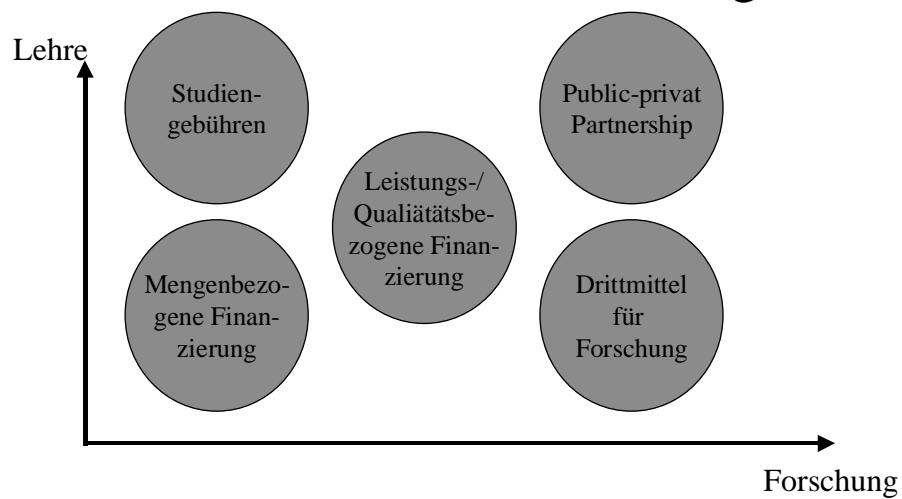 Lehre
Studien-
gebühren
Public-privat
Partnership
Leistungs-/
Qualiätätsbe-
zogene Finan-
zierung
Mengenbezo-
gene Finan-
zierung
Drittmittel
für
Forschung
Forschung